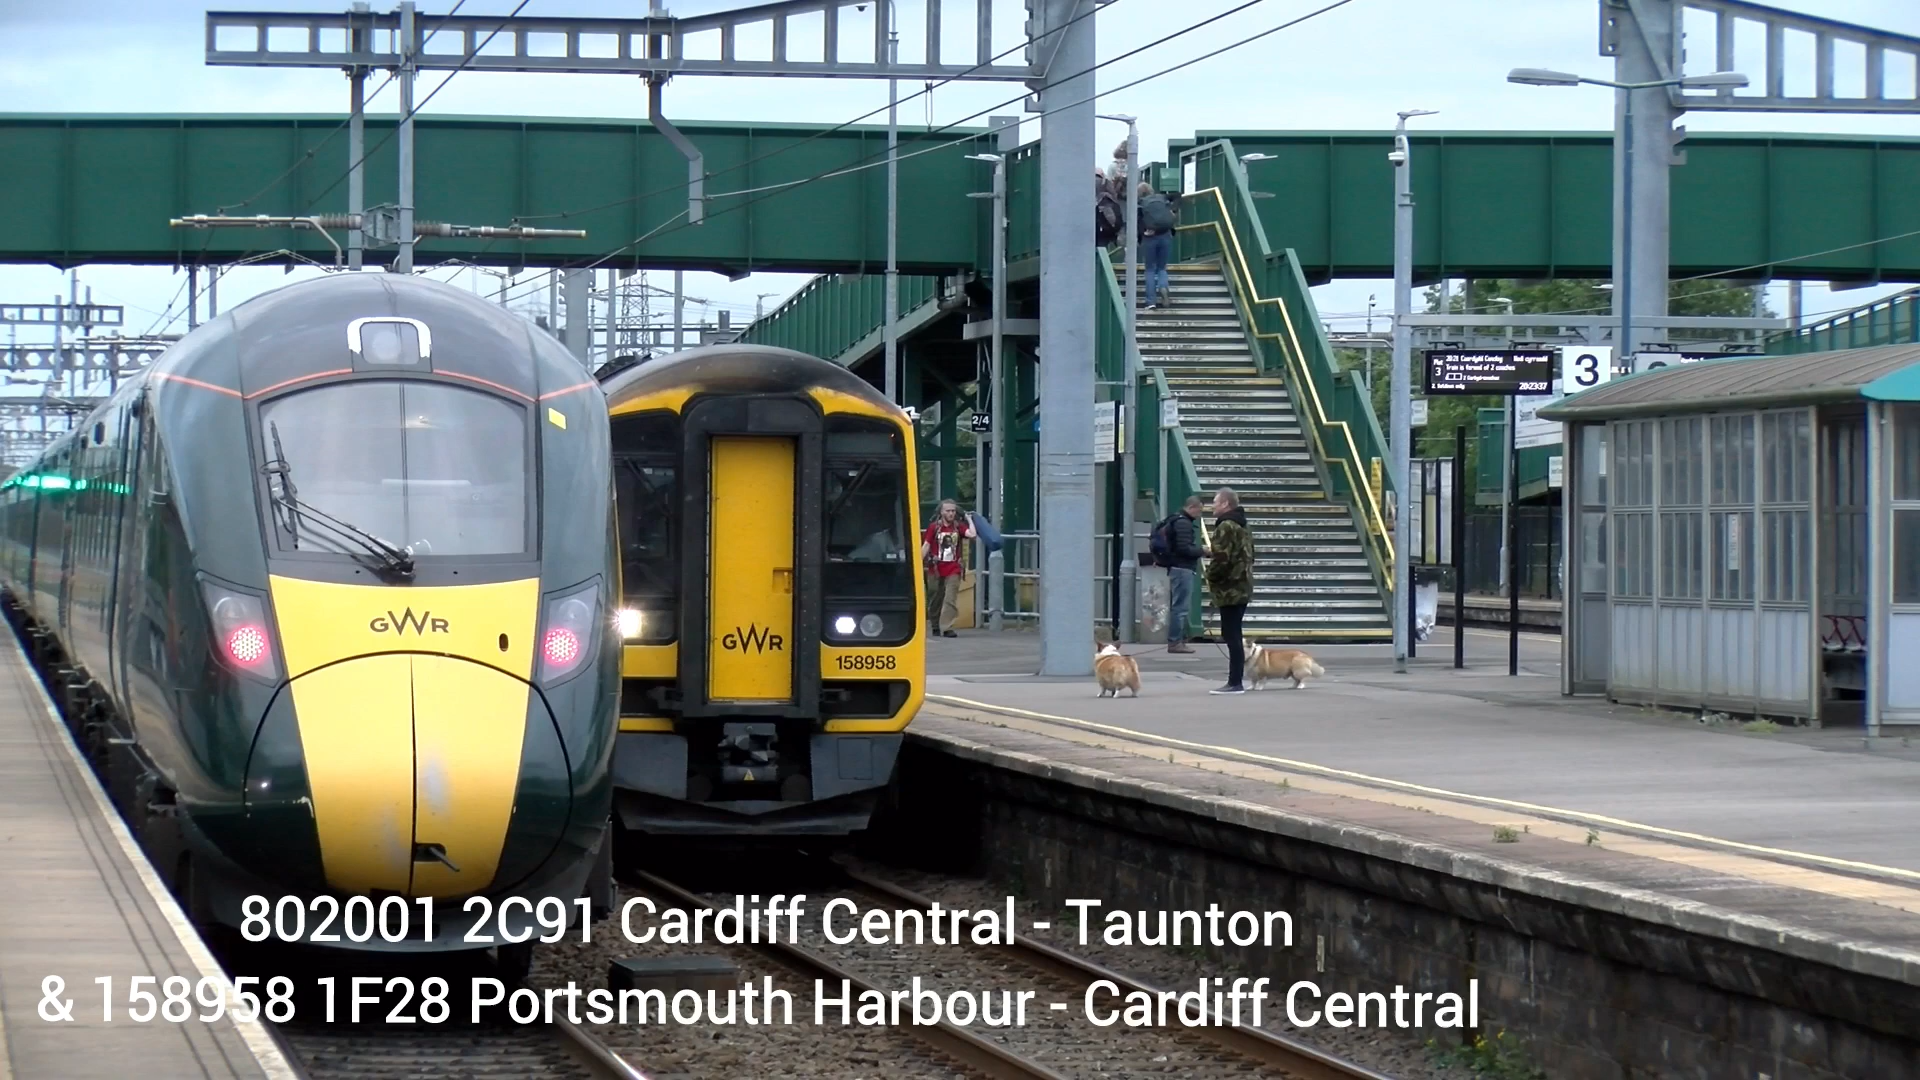 3
2/4
GWR
GWR
158958
802001 2C91 Cardiff Central - Taunton
& 158958 1F28 Portsmouth Harbour - Cardiff Central